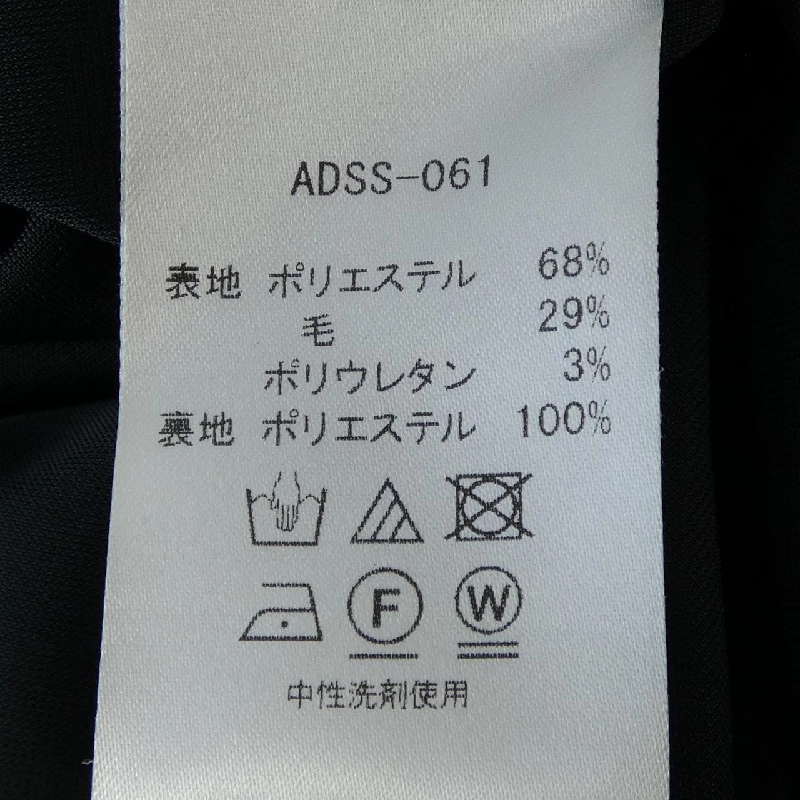 ADSS-061
表地 ポリエステル 68%
毛 29%
ポリウレタン 3%
裏地 ポリエステル 100%
F W
中性洗剤使用